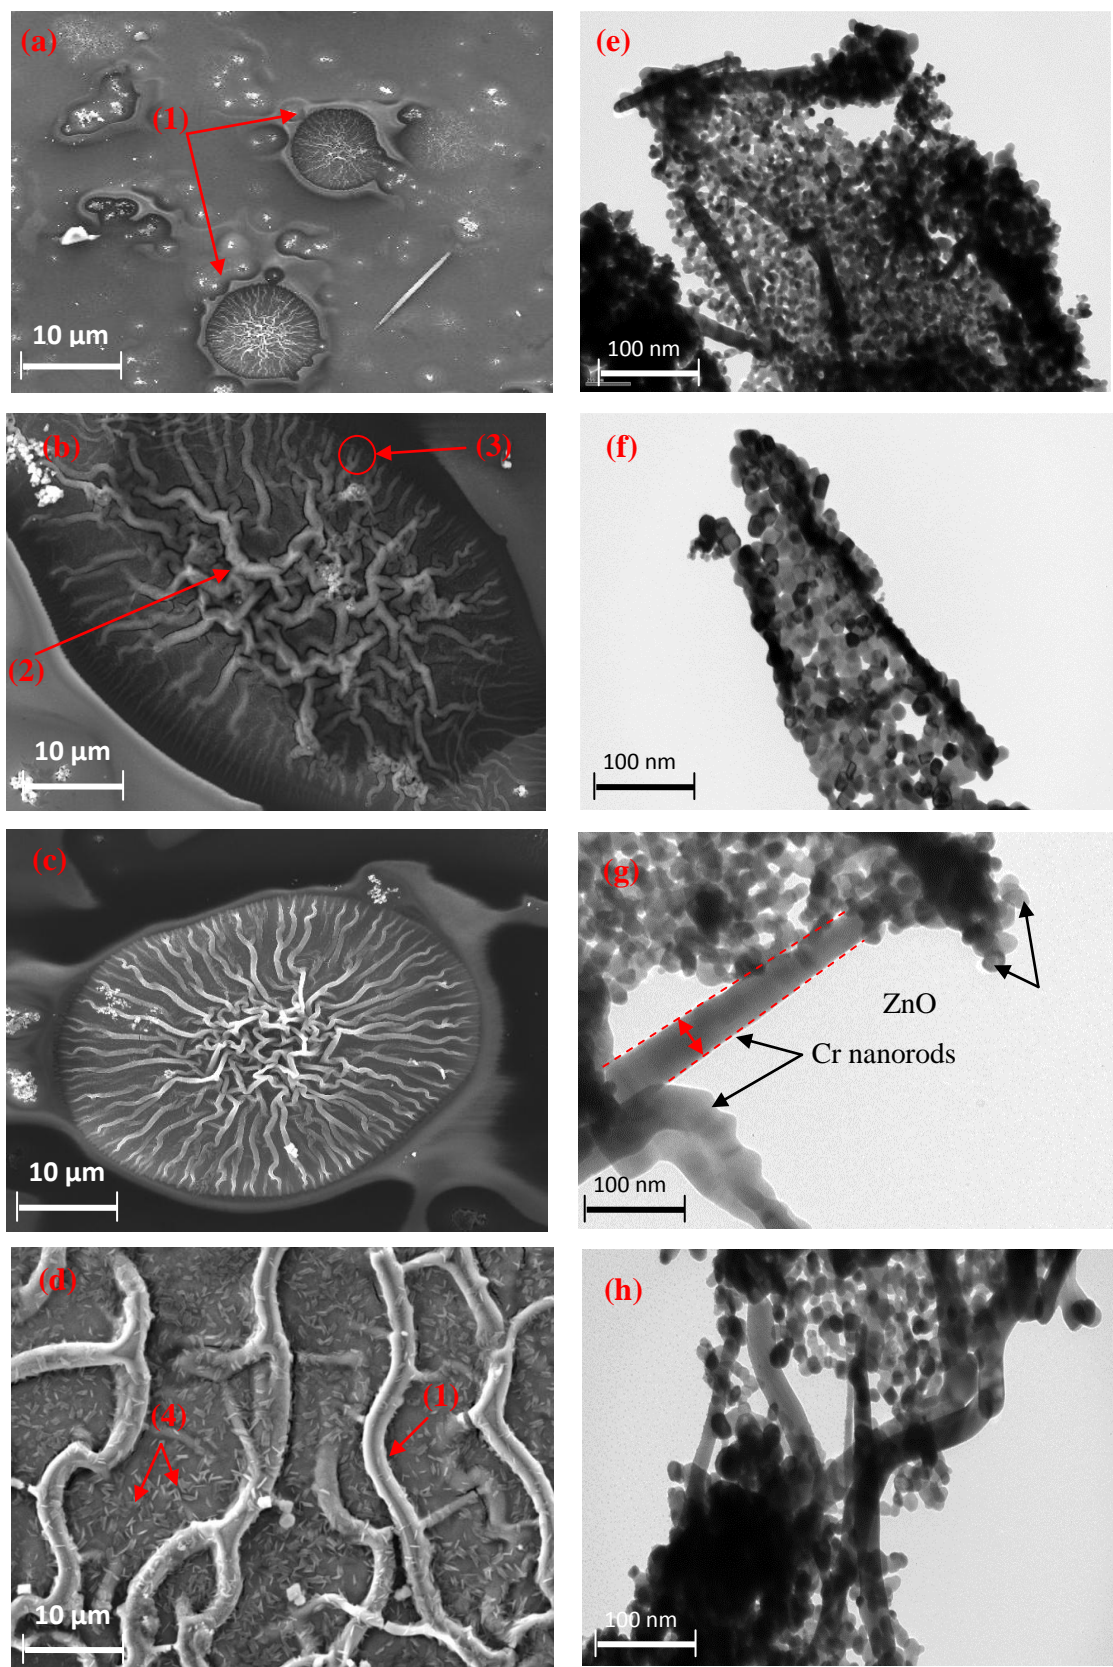 (a)
(1)
10 µm
(e)
100 nm
(b)
(3)
(2)
10 µm
(f)
100 nm
(c)
10 µm
(g)
ZnO
Cr nanorods
100 nm
(d)
(4)
(1)
10 µm
(h)
100 nm